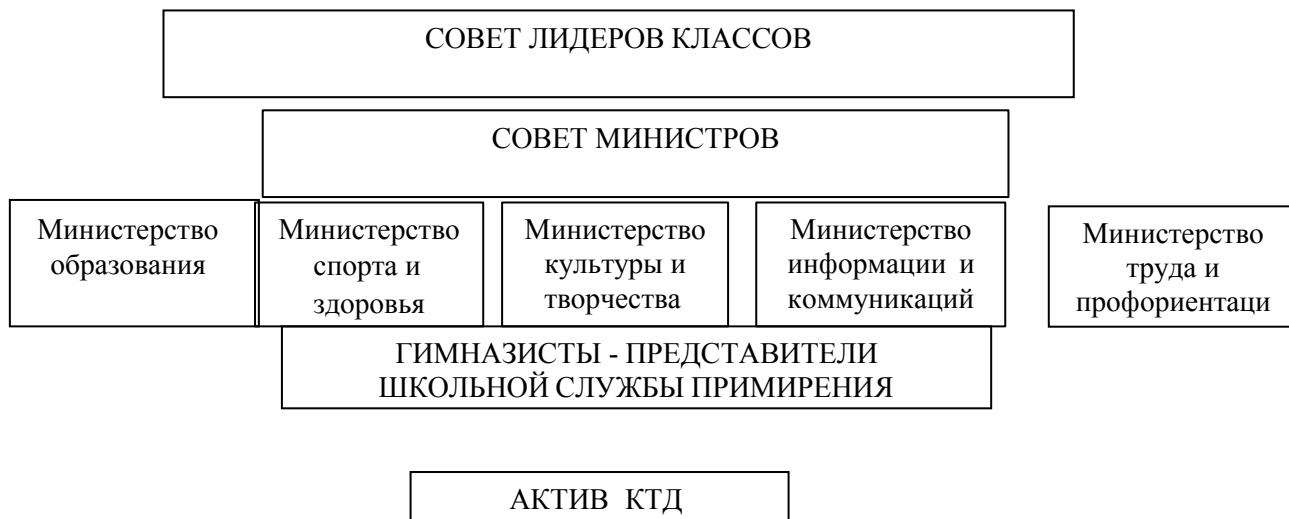 СОВЕТ ЛИДЕРОВ КЛАССОВ
СОВЕТ МИНИСТРОВ
Министерство
образования
Министерство
спорта и
здоровья
Министерство
культуры и
творчества
Министерство
информации и
коммуникаций
Министерство
труда и
профориентаци
ГИМНАЗИСТЫ - ПРЕДСТАВИТЕЛИ
ШКОЛЬНОЙ СЛУЖБЫ ПРИМИРЕНИЯ
АКТИВ КТД